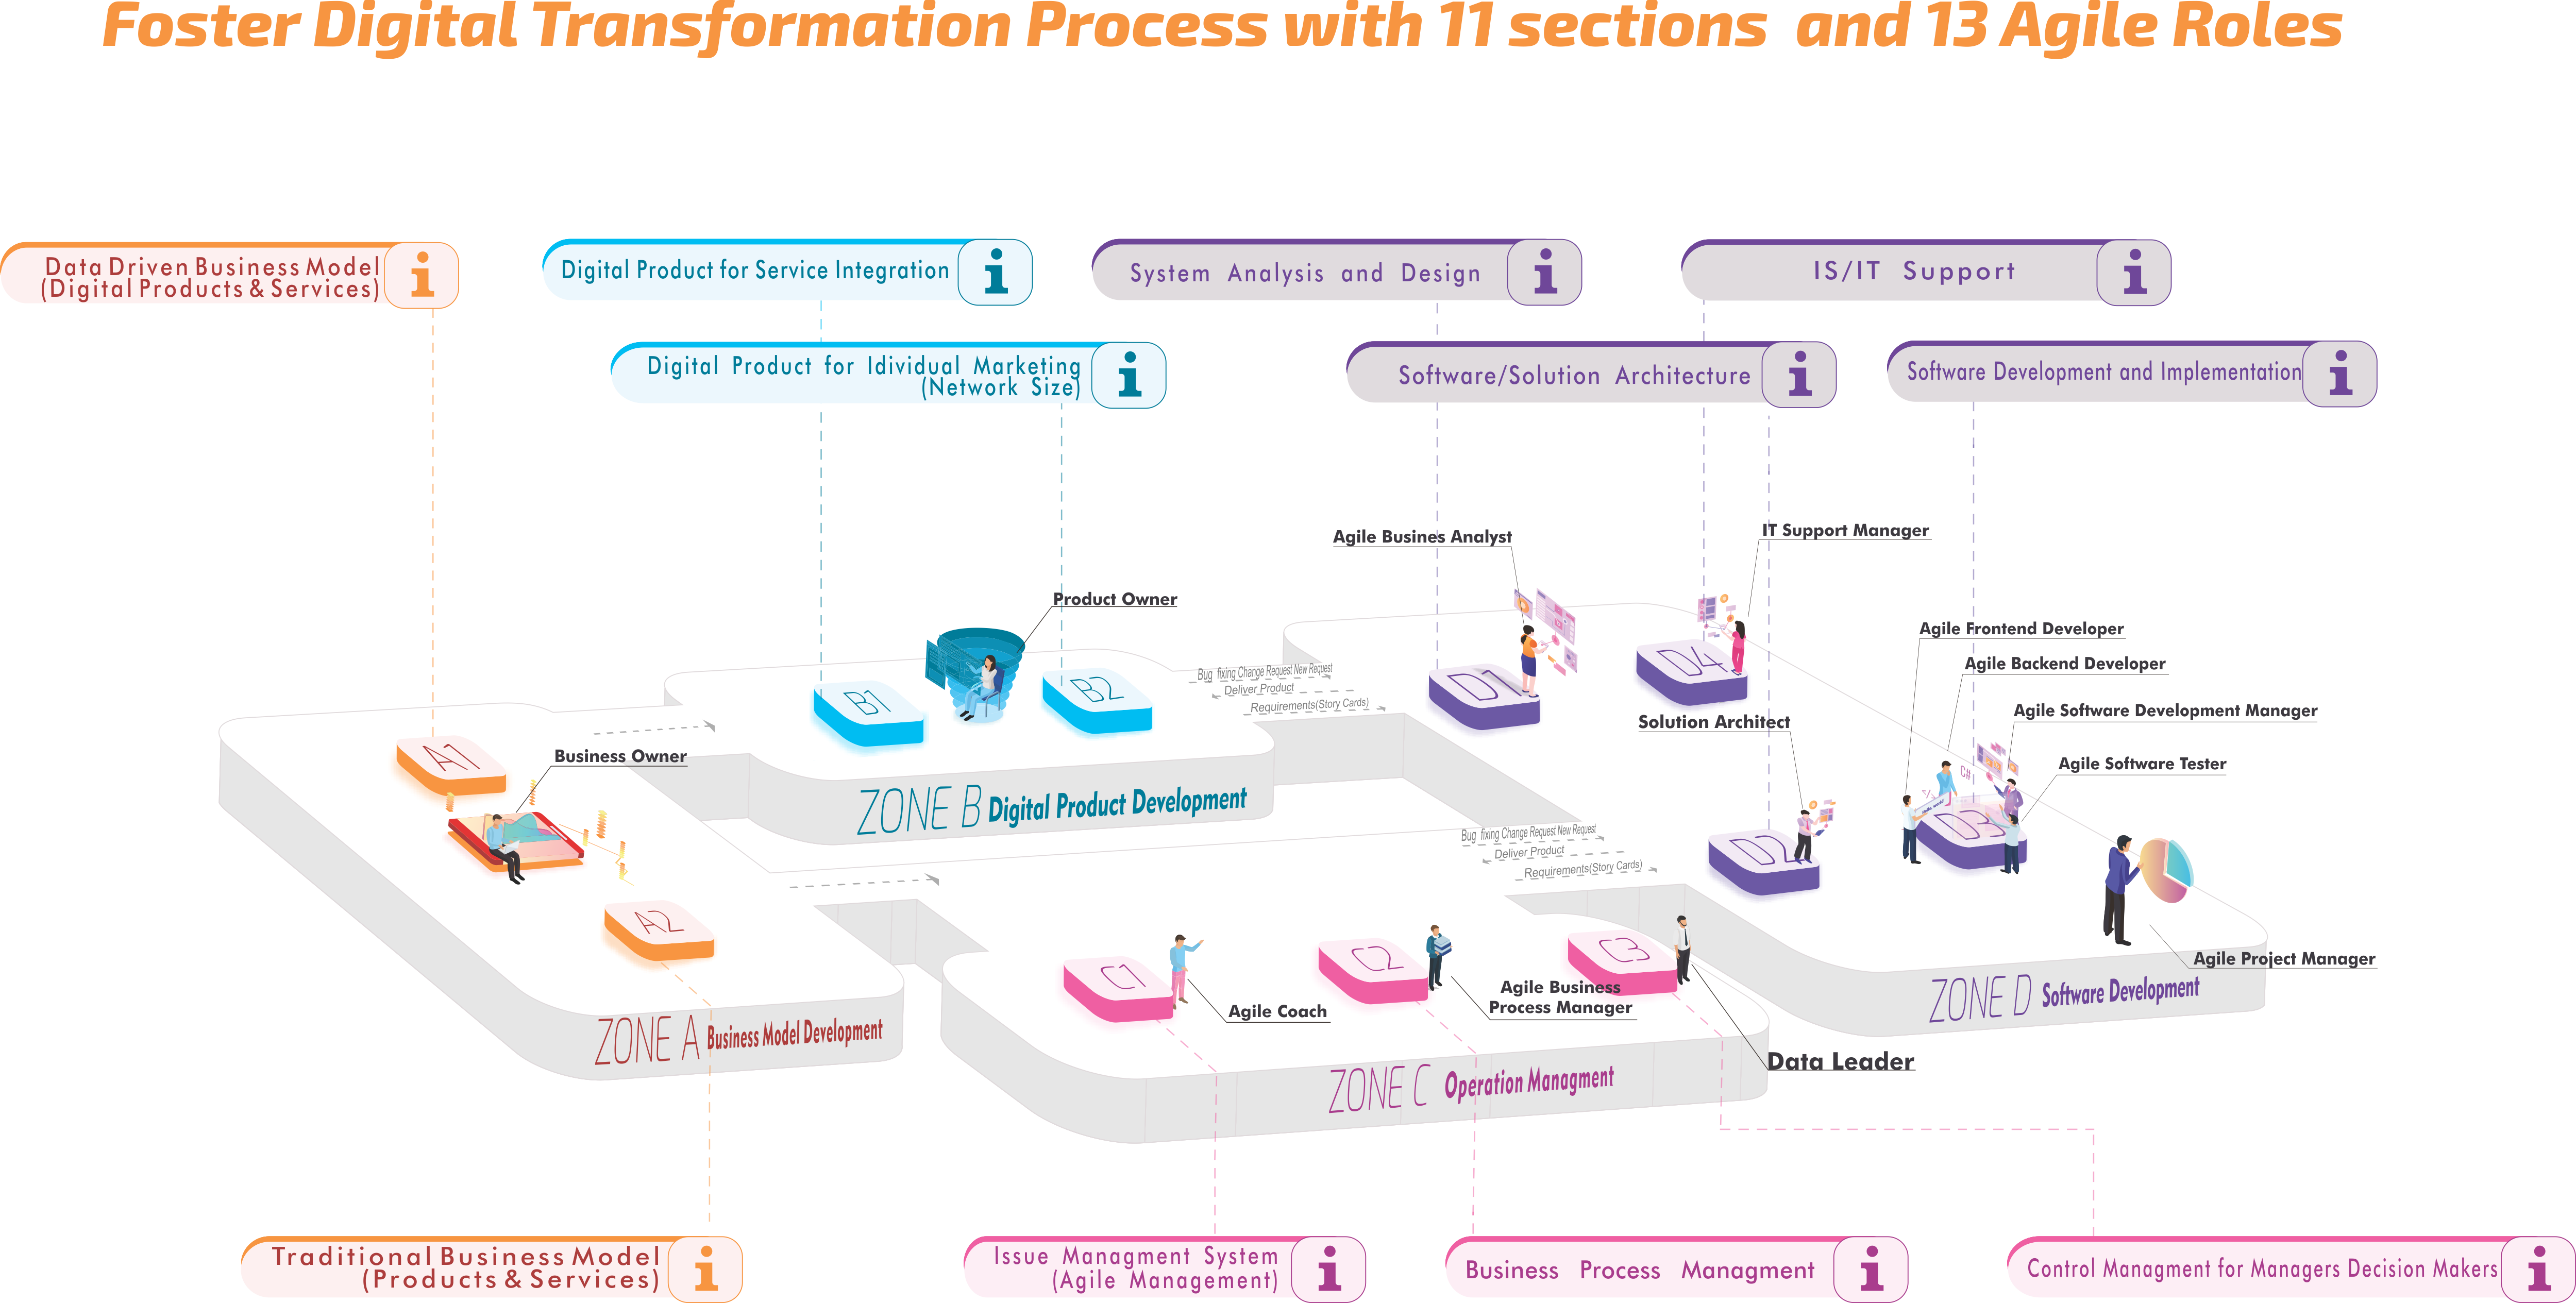 Foster Digital Transformation Process with 11 sections and 13 Agile Roles
Data Driven Business Model
(Digital Products & Services)
Digital Product for Service Integration
System Analysis and Design
IS/IT Support
Digital Product for Idividual Marketing
(Network Size)
Software/Solution Architecture
Software Development and Implementation
Agile Busines Analyst
IT Support Manager
Product Owner
Agile Frontend Developer
Agile Backend Developer
Agile Software Development Manager
Agile Software Tester
Solution Architect
Business Owner
Bug fixing Change Request New Request
Deliver Product
Requirements(Story Cards)
A1
B1
B2
D1
D4
D2
D3
C#
ZONE B Digital Product Development
Bug fixing Change Request New Request
Deliver Product
Requirements(Story Cards)
A2
C1
C2
C3
Agile Coach
Agile Business
Process Manager
Data Leader
Agile Project Manager
ZONE A Business Model Development
ZONE C Operation Managment
ZONE D Software Development
Traditional Business Model
(Products & Services)
Issue Managment System
(Agile Management)
Business Process Managment
Control Managment for Managers Decision Makers